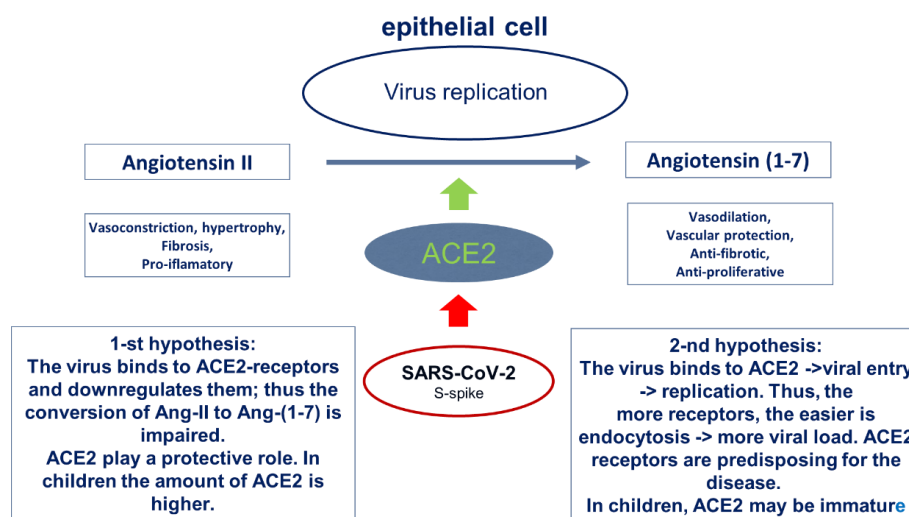 epithelial cell
Virus replication
Angiotensin II
Angiotensin (1-7)
Vasoconstriction, hypertrophy,
Fibrosis,
Pro-iflamatory
ACE2
Vasodilation,
Vascular protection,
Anti-fibrotic,
Anti-proliferative
1-st hypothesis:
The virus binds to ACE2-receptors
and downregulates them; thus the
conversion of Ang-II to Ang-(1-7) is
impaired.
ACE2 play a protective role. In
children the amount of ACE2 is
higher.
SARS-CoV-2
S-spike
2-nd hypothesis:
The virus binds to ACE2 ->viral entry
-> replication. Thus, the
more receptors, the easier is
endocytosis -> more viral load. ACE2
receptors are predisposing for the
disease.
In children, ACE2 may be immature